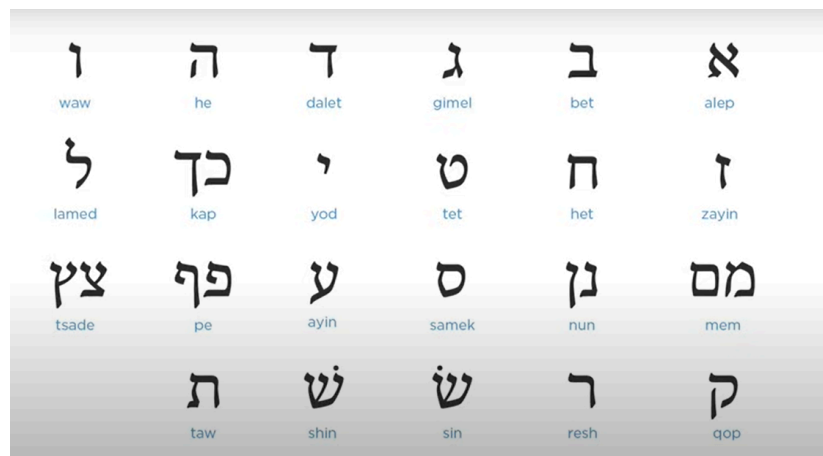 א ב ג ד ה ו
alep bet gimel dalet he waw
ז ח ט י כך ל
zayin het tet yod kap lamed
מם נן ס ע פף צץ
mem nun samek ayin pe tsade
ק ר שׂ שׁ ת
qop resh sin shin taw